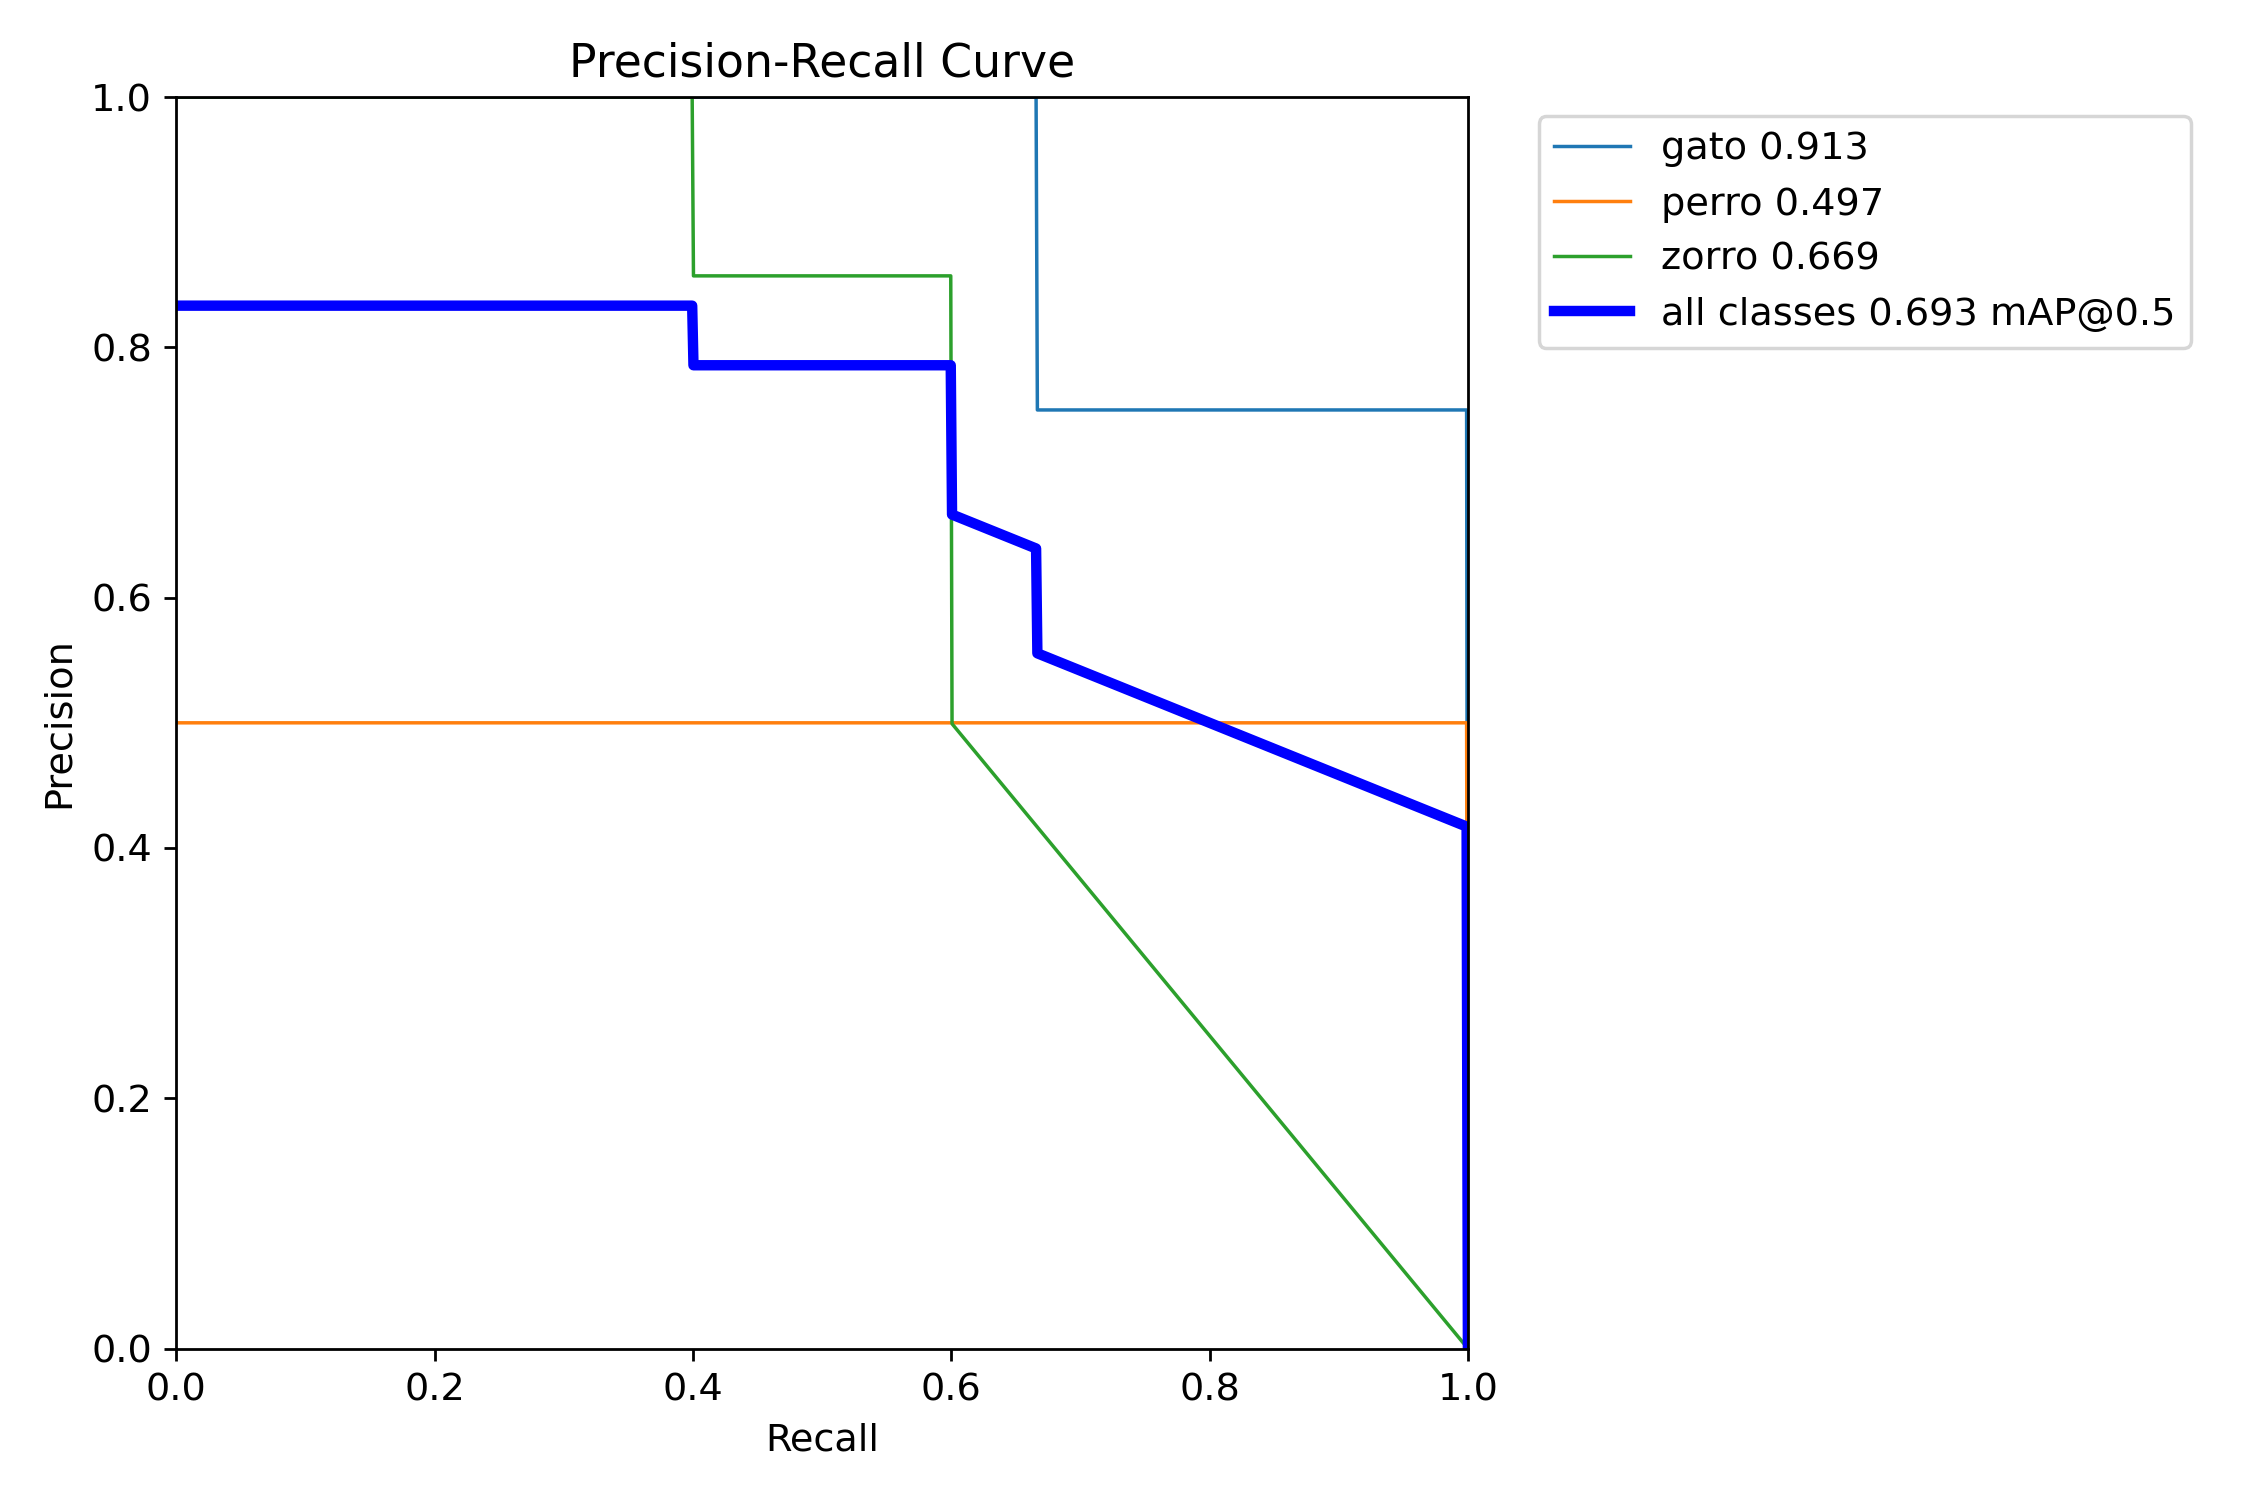 Precision-Recall Curve
1.0
0.8
0.6
0.4
0.2
0.0
Precision
0.0 0.2 0.4 0.6 0.8 1.0
Recall
gato 0.913
perro 0.497
zorro 0.669
all classes 0.693 mAP@0.5